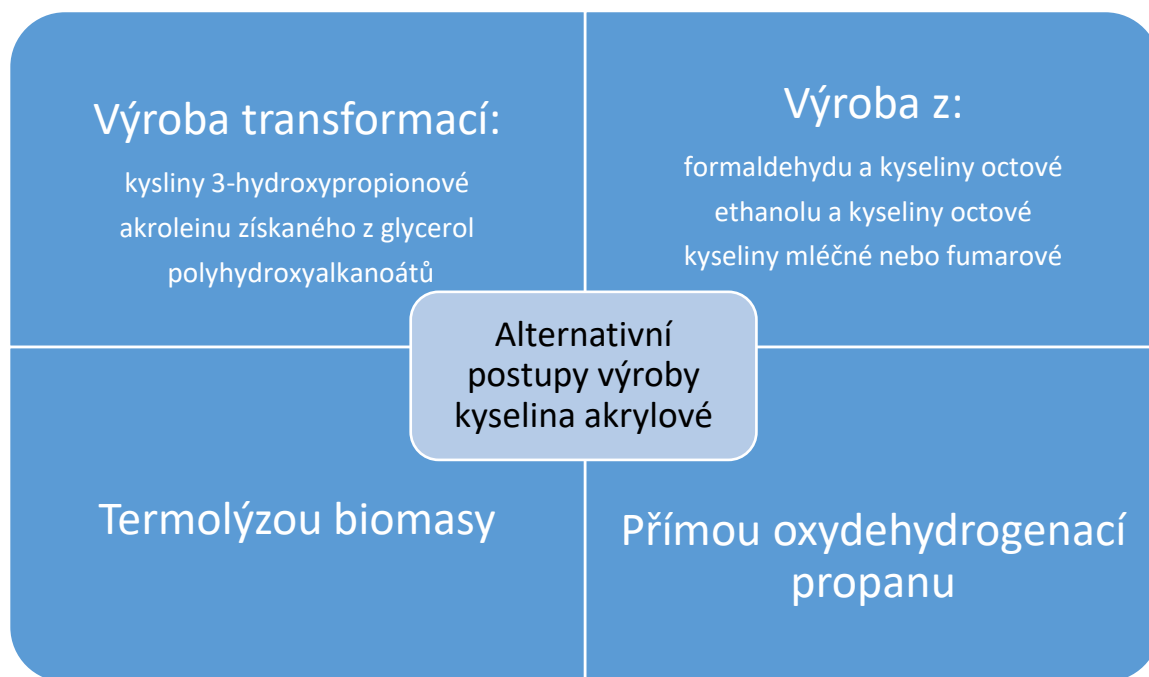 Výroba transformací:
kysliny 3-hydroxypropionové
akroleinu získaného z glycerol
polyhydroxyalkanoátů
Výroba z:
formaldehydu a kyseliny octové
ethanolu a kyseliny octové
kyseliny mléčné nebo fumarové
Alternativní
postupy výroby
kyselina akrylové
Termolýzou biomasy
Přímou oxydehydrogenací
propanu